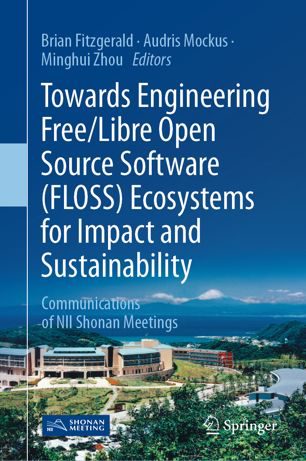 Brian Fitzgerald · Audris Mockus ·
Minghui Zhou Editors
Towards Engineering
Free/Libre Open
Source Software
(FLOSS) Ecosystems
for Impact and
Sustainability
Communications
of NII Shonan Meetings
NII SHONAN
MEETING
Springer